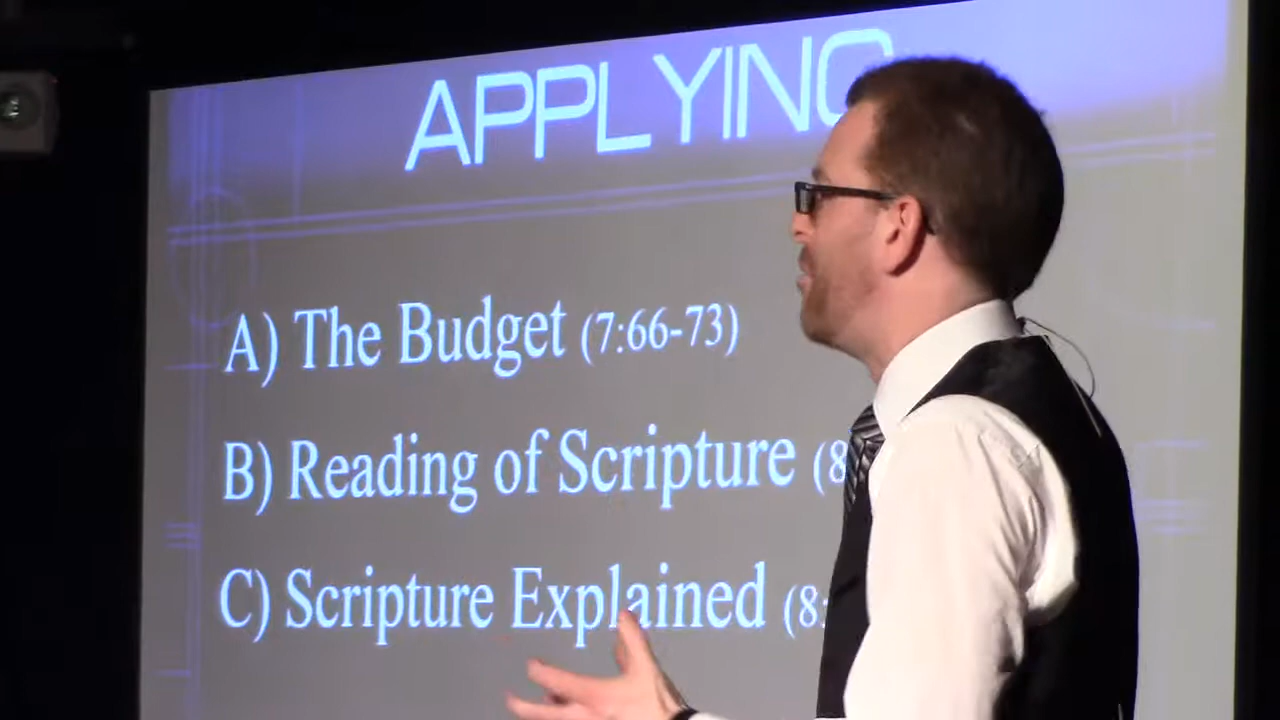 APPLYING
A) The Budget (7:66-73)
B) Reading of Scripture (8
C) Scripture Explained (8: